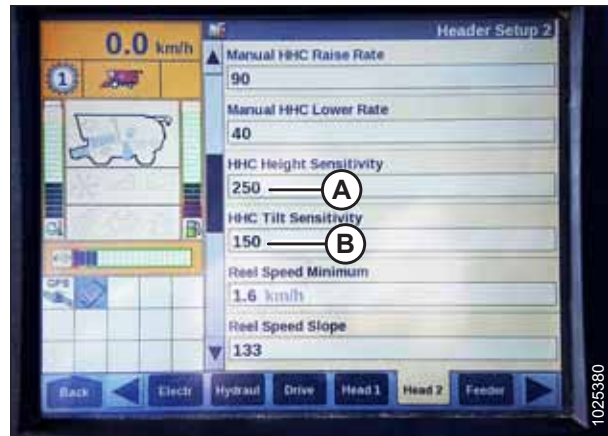 0.0 km/h
Header Setup 2
1
Manual HHC Raise Rate
90
Manual HHC Lower Rate
40
HHC Height Sensitivity
250
A
HHC Tilt Sensitivity
150
B
Reel Speed Minimum
1.6 km/h
GPS
Reel Speed Slope
133
Back
Electr
Hydraul
Drive
Head 1
Head 2
Feeder
1025380